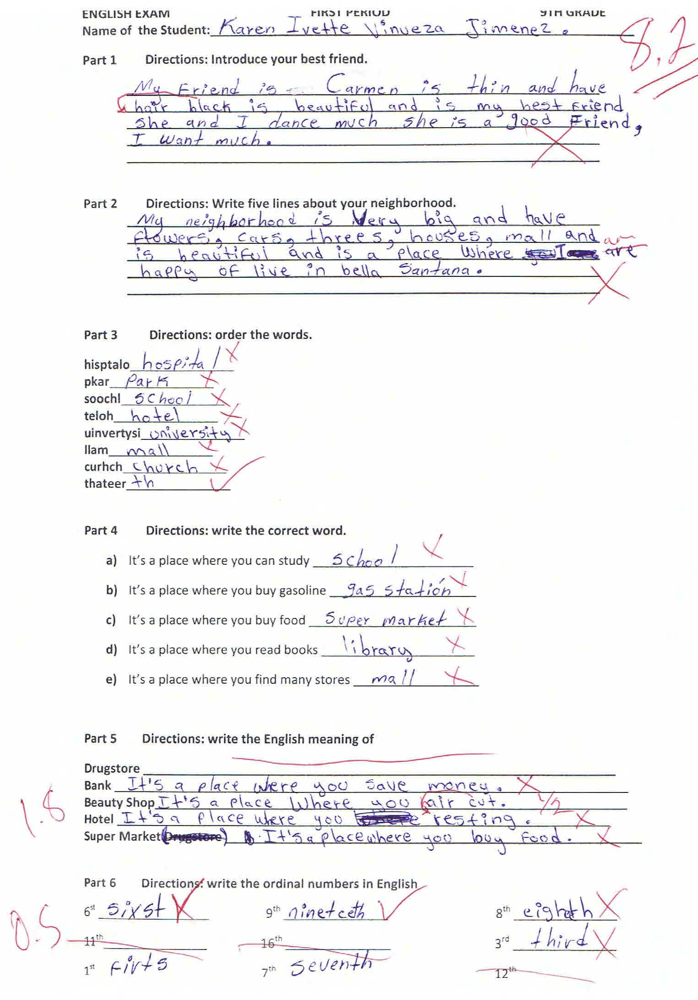 ENGLISH EXAM FIRST PERIOD 9TH GRADE
Name of the Student: Karen Ivette Vinueza Jimenez.
8.2
Part 1 Directions: Introduce your best friend.
My Friend is Carmen is thin and have
hair black is beautiful and is my best Friend
She and I dance much she is a good Friend,
I want much.
Part 2 Directions: Write five lines about your neighborhood.
My neighborhood is Very big and have
flowers, cars, threes, houses, mall and am
is beautiful and is a place Where I are
happy of live in bella Santana.
Part 3 Directions: order the words.
hisptalo hospital
pkar Park
soochl school
teloh hotel
uinvertysi university
llam mall
curhch church
thateer th
Part 4 Directions: write the correct word.
a) It's a place where you can study school
b) It's a place where you buy gasoline gas statión
c) It's a place where you buy food Super market
d) It's a place where you read books library
e) It's a place where you find many stores mall
Part 5 Directions: write the English meaning of
Drugstore
Bank It's a place where you save money.
Beauty Shop It's a place Where you hair cut. 1/2
1.8
Hotel It's a place where you resting.
Super Market (Drugstore) It's a place where you buy Food.
Part 6 Directions: write the ordinal numbers in English
6st sixst 9th nineteeth 8th eighth
0.5
11th 16th 3rd third
1st Firts 7th seventh 12th